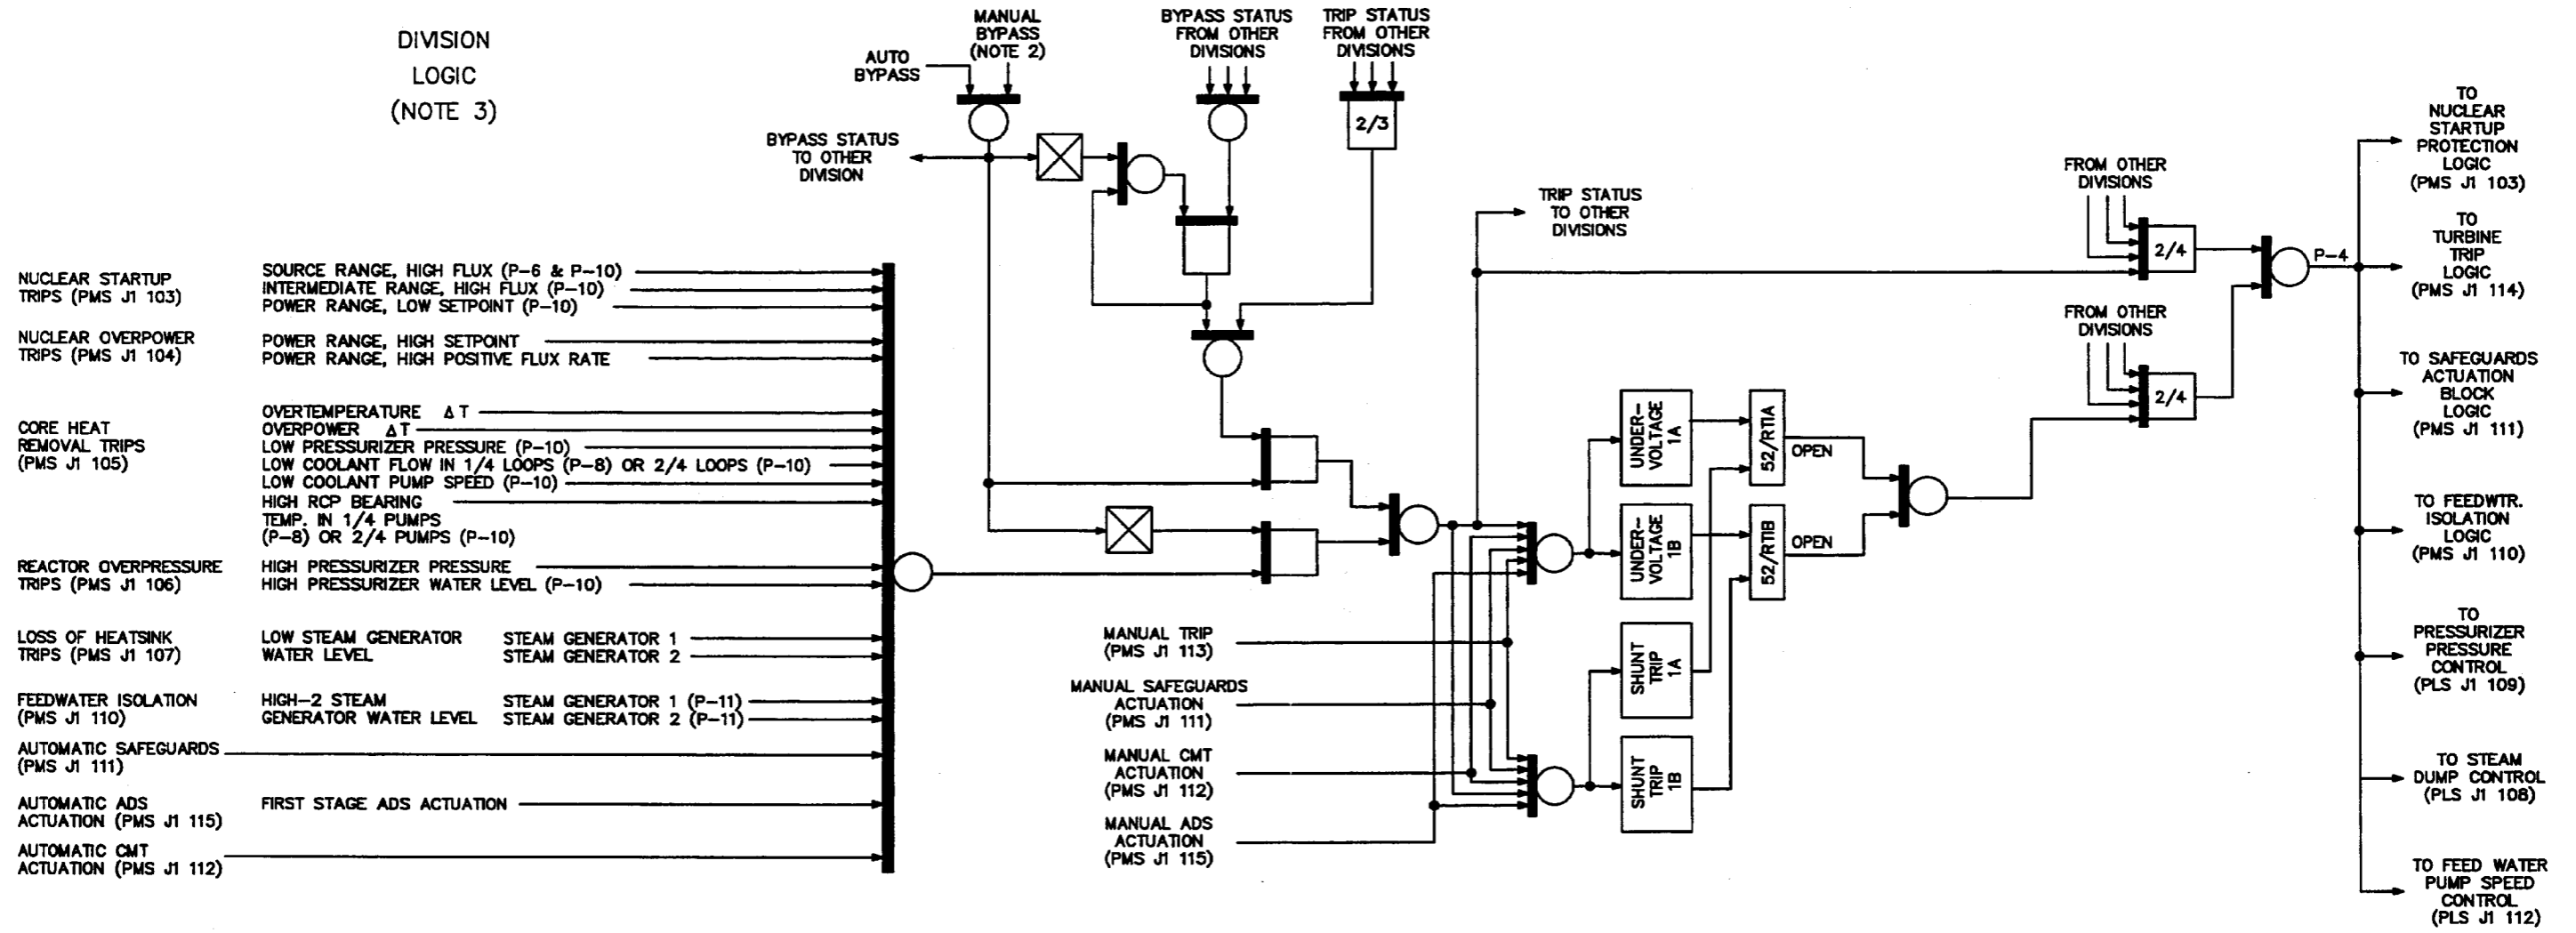 DIVISION
LOGIC
(NOTE 3)
AUTO
BYPASS
MANUAL
BYPASS
(NOTE 2)
BYPASS STATUS
FROM OTHER
DIVISIONS
TRIP STATUS
FROM OTHER
DIVISIONS
2/3
BYPASS STATUS
TO OTHER
DIVISION
TRIP STATUS
TO OTHER
DIVISIONS
NUCLEAR STARTUP
TRIPS (PMS J1 103)
SOURCE RANGE, HIGH FLUX (P-6 & P-10)
INTERMEDIATE RANGE, HIGH FLUX (P-10)
POWER RANGE, LOW SETPOINT (P-10)
NUCLEAR OVERPOWER
TRIPS (PMS J1 104)
POWER RANGE, HIGH SETPOINT
POWER RANGE, HIGH POSITIVE FLUX RATE
CORE HEAT
REMOVAL TRIPS
(PMS J1 105)
OVERTEMPERATURE Δ T
OVERPOWER Δ T
LOW PRESSURIZER PRESSURE (P-10)
LOW COOLANT FLOW IN 1/4 LOOPS (P-8) OR 2/4 LOOPS (P-10)
LOW COOLANT PUMP SPEED (P-10)
HIGH RCP BEARING
TEMP. IN 1/4 PUMPS
(P-8) OR 2/4 PUMPS (P-10)
REACTOR OVERPRESSURE
TRIPS (PMS J1 106)
HIGH PRESSURIZER PRESSURE
HIGH PRESSURIZER WATER LEVEL (P-10)
LOSS OF HEATSINK
TRIPS (PMS J1 107)
LOW STEAM GENERATOR
WATER LEVEL
STEAM GENERATOR 1
STEAM GENERATOR 2
FEEDWATER ISOLATION
(PMS J1 110)
HIGH-2 STEAM
GENERATOR WATER LEVEL
STEAM GENERATOR 1 (P-11)
STEAM GENERATOR 2 (P-11)
AUTOMATIC SAFEGUARDS
(PMS J1 111)
AUTOMATIC ADS
ACTUATION (PMS J1 115)
FIRST STAGE ADS ACTUATION
AUTOMATIC CMT
ACTUATION (PMS J1 112)
MANUAL TRIP
(PMS J1 113)
MANUAL SAFEGUARDS
ACTUATION
(PMS J1 111)
MANUAL CMT
ACTUATION
(PMS J1 112)
MANUAL ADS
ACTUATION
(PMS J1 115)
UNDER-
VOLTAGE
1A
UNDER-
VOLTAGE
1B
SHUNT
TRIP
1A
SHUNT
TRIP
1B
52/RT1A
OPEN
52/RT1B
OPEN
FROM OTHER
DIVISIONS
2/4
FROM OTHER
DIVISIONS
2/4
P-4
TO
NUCLEAR
STARTUP
PROTECTION
LOGIC
(PMS J1 103)
TO
TURBINE
TRIP
LOGIC
(PMS J1 114)
TO SAFEGUARDS
ACTUATION
BLOCK
LOGIC
(PMS J1 111)
TO FEEDWTR.
ISOLATION
LOGIC
(PMS J1 110)
TO
PRESSURIZER
PRESSURE
CONTROL
(PLS J1 109)
TO STEAM
DUMP CONTROL
(PLS J1 108)
TO FEED WATER
PUMP SPEED
CONTROL
(PLS J1 112)